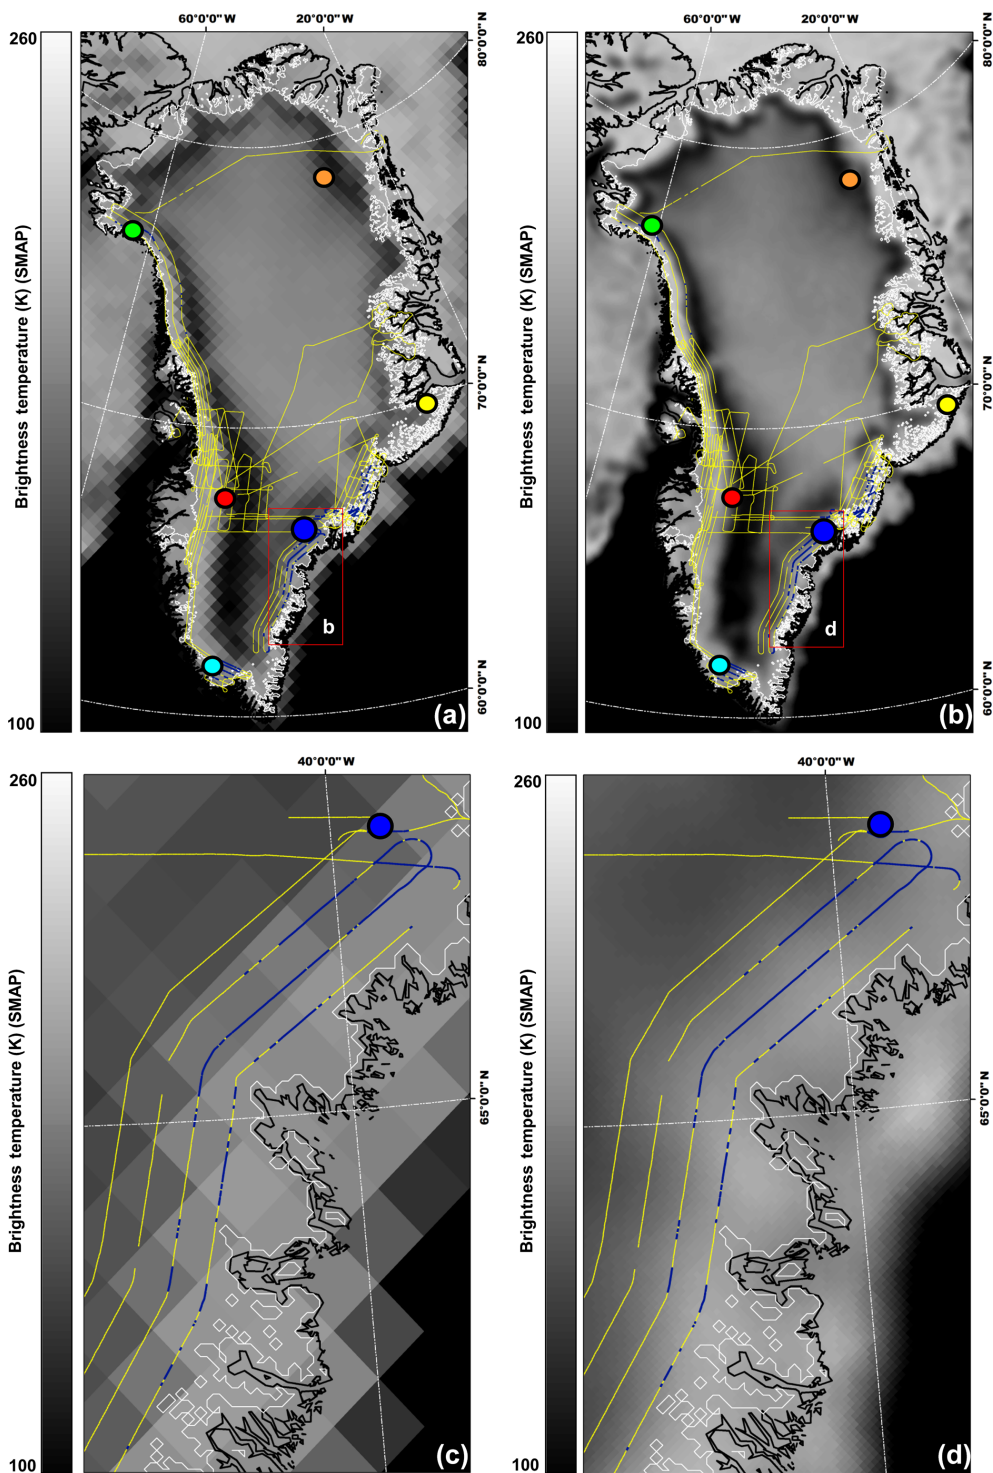 260
60°0'0"W
20°0'0"W
80°0'0"N
Brightness temperature (K) (SMAP)
70°0'0"N
b
60°0'0"N
100
(a)
260
60°0'0"W
20°0'0"W
80°0'0"N
Brightness temperature (K) (SMAP)
70°0'0"N
d
60°0'0"N
100
(b)
260
40°0'0"W
Brightness temperature (K) (SMAP)
65°0'0"N
100
(c)
260
40°0'0"W
Brightness temperature (K) (SMAP)
65°0'0"N
100
(d)